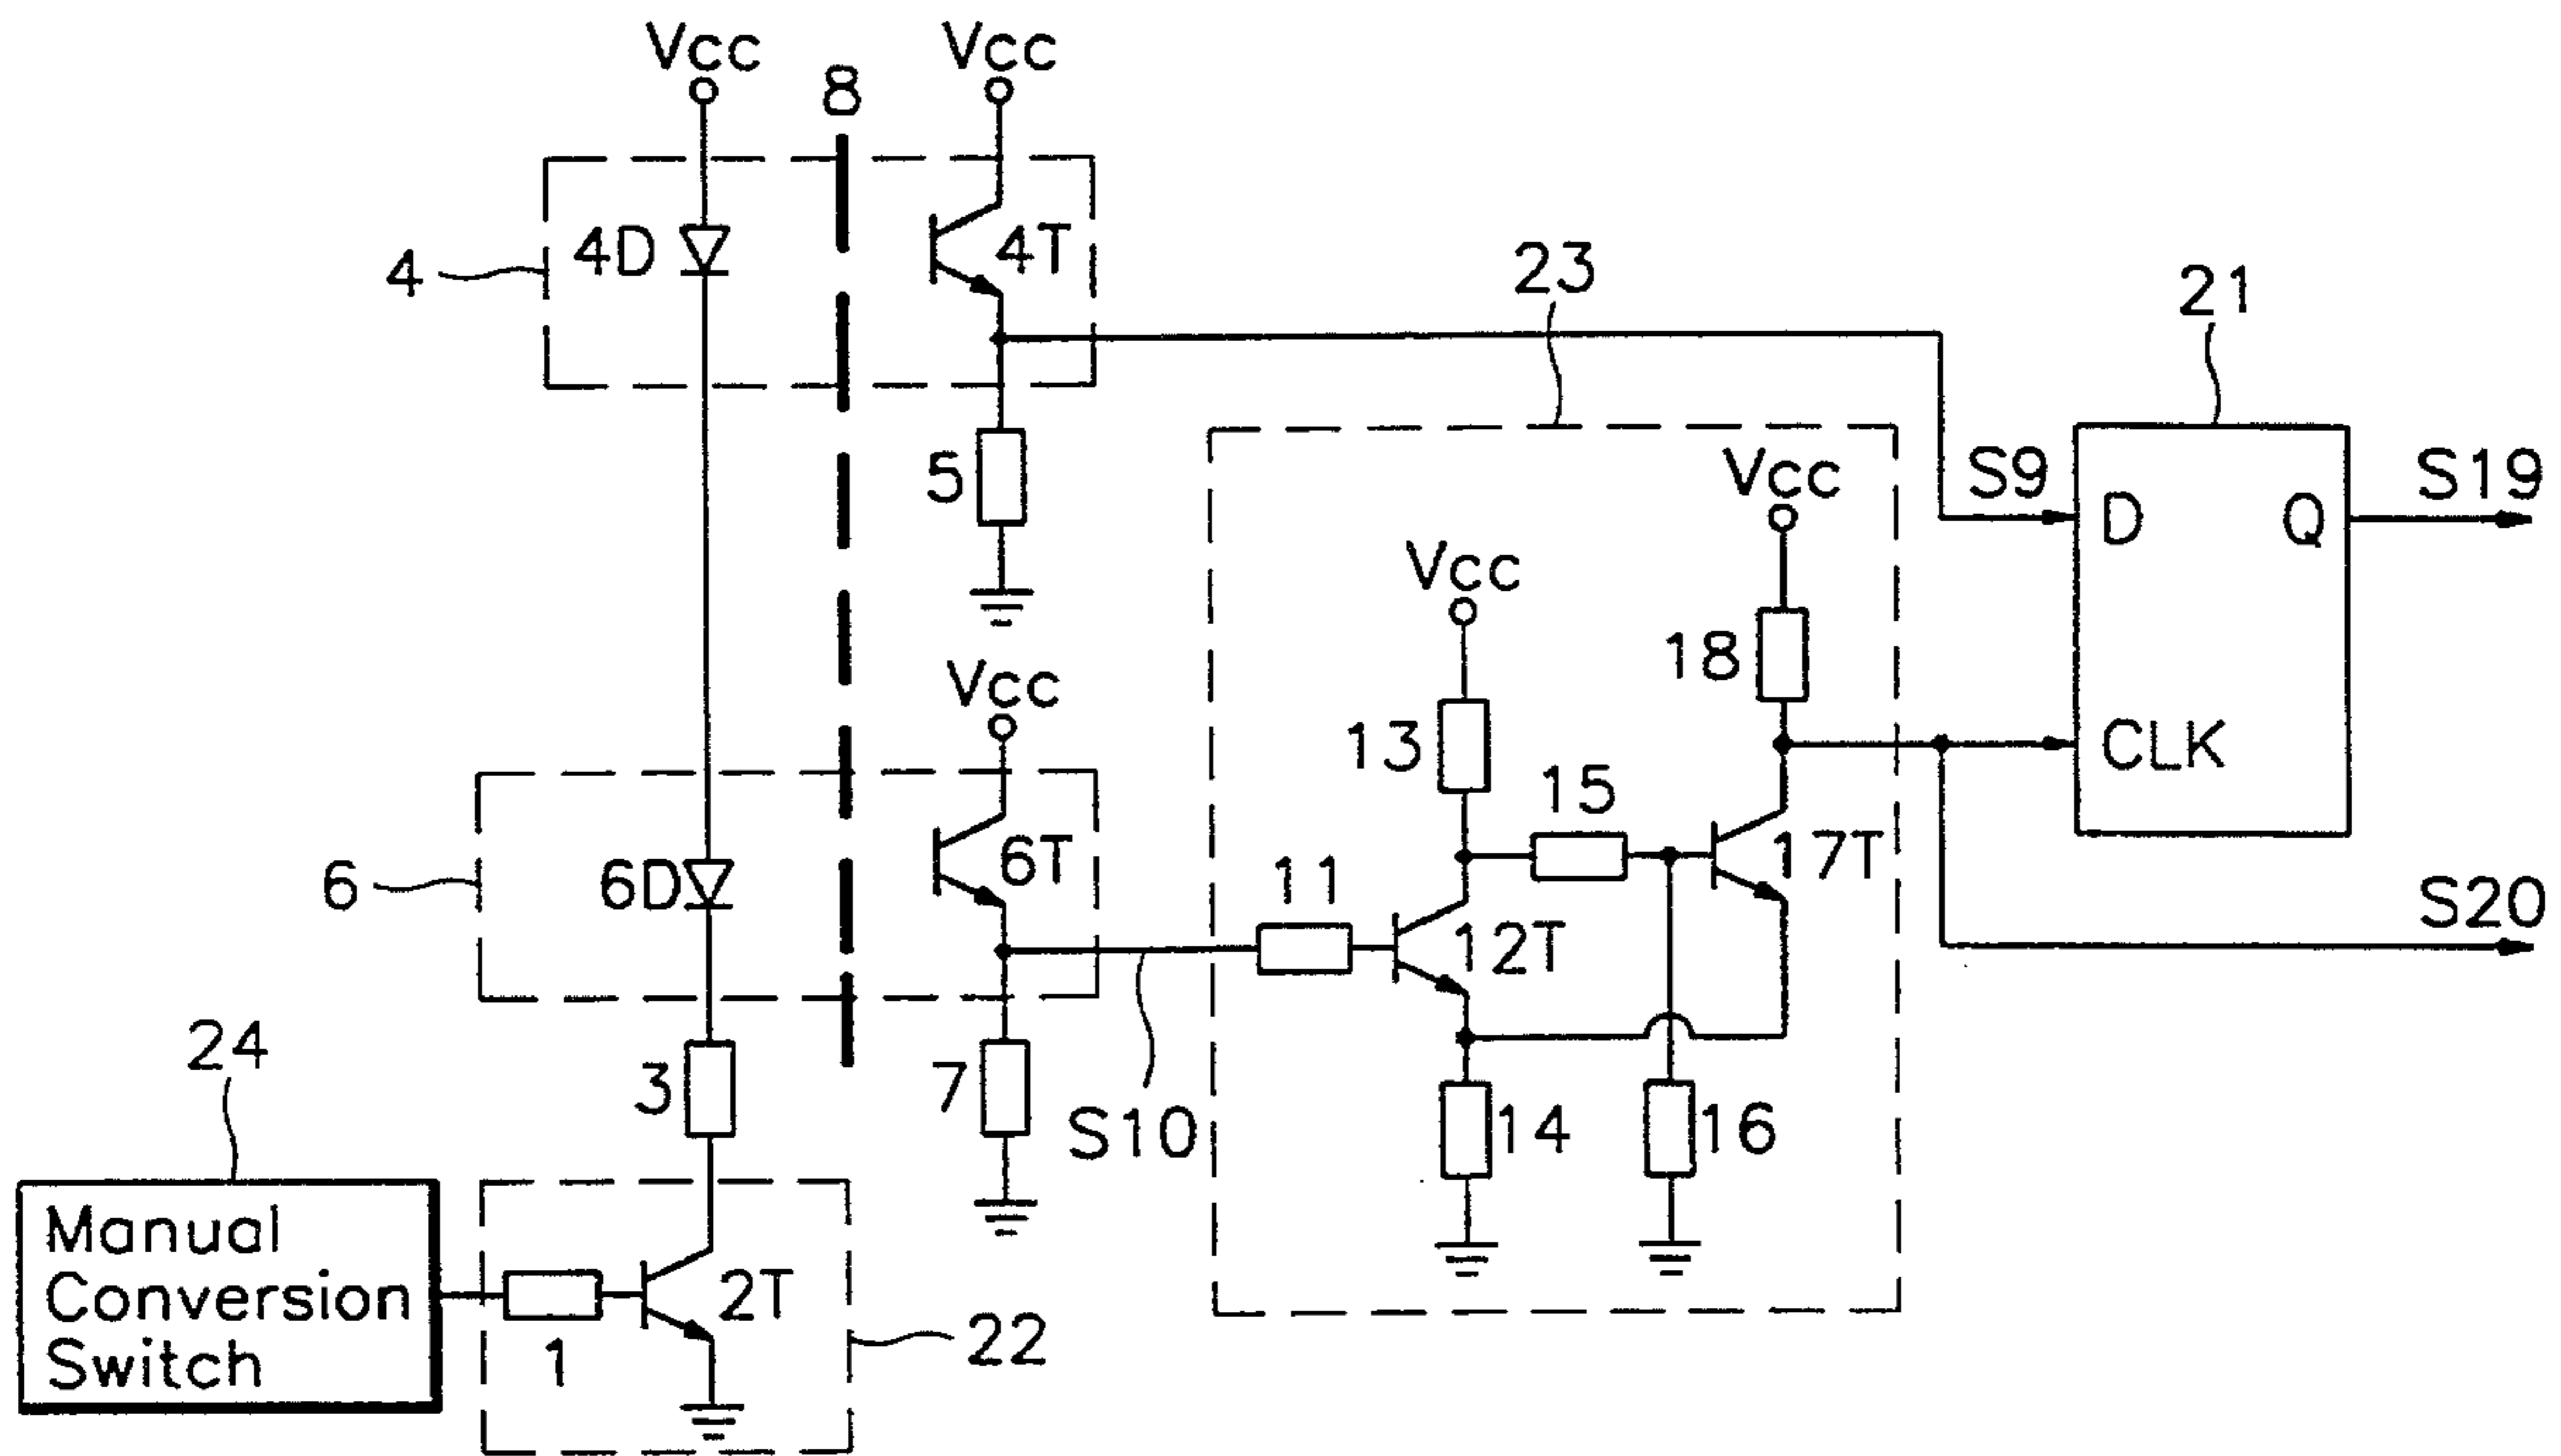 Vcc
Vcc
8
4
4D
4T
23
21
5
S9
S19
D
Q
Vcc
Vcc
18
CLK
13
15
17T
Vcc
6
6D
6T
11
12T
S20
24
3
7
S10
14
16
Manual
Conversion
Switch
1
2T
22